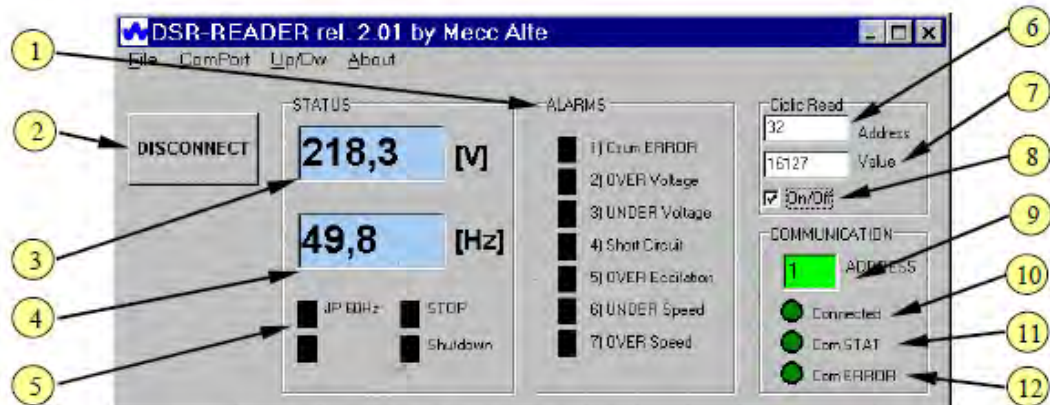 DSR-READER rel. 2.01 by Mecc Alte
File ComPort Up/Dw About
DISCONNECT
STATUS
218,3 [V]
49,8 [Hz]
JP 60Hz STOP
Shutdown
ALARMS
1) Csum ERROR
2) OVER Voltage
3) UNDER Voltage
4) Short Circuit
5) OVER Eccitation
6) UNDER Speed
7) OVER Speed
Ciclic Read
32 Address
16127 Value
On/Off
COMMUNICATION
1 ADDRESS
Connected
Com STAT
Com ERROR
1
2
3
4
5
6
7
8
9
10
11
12